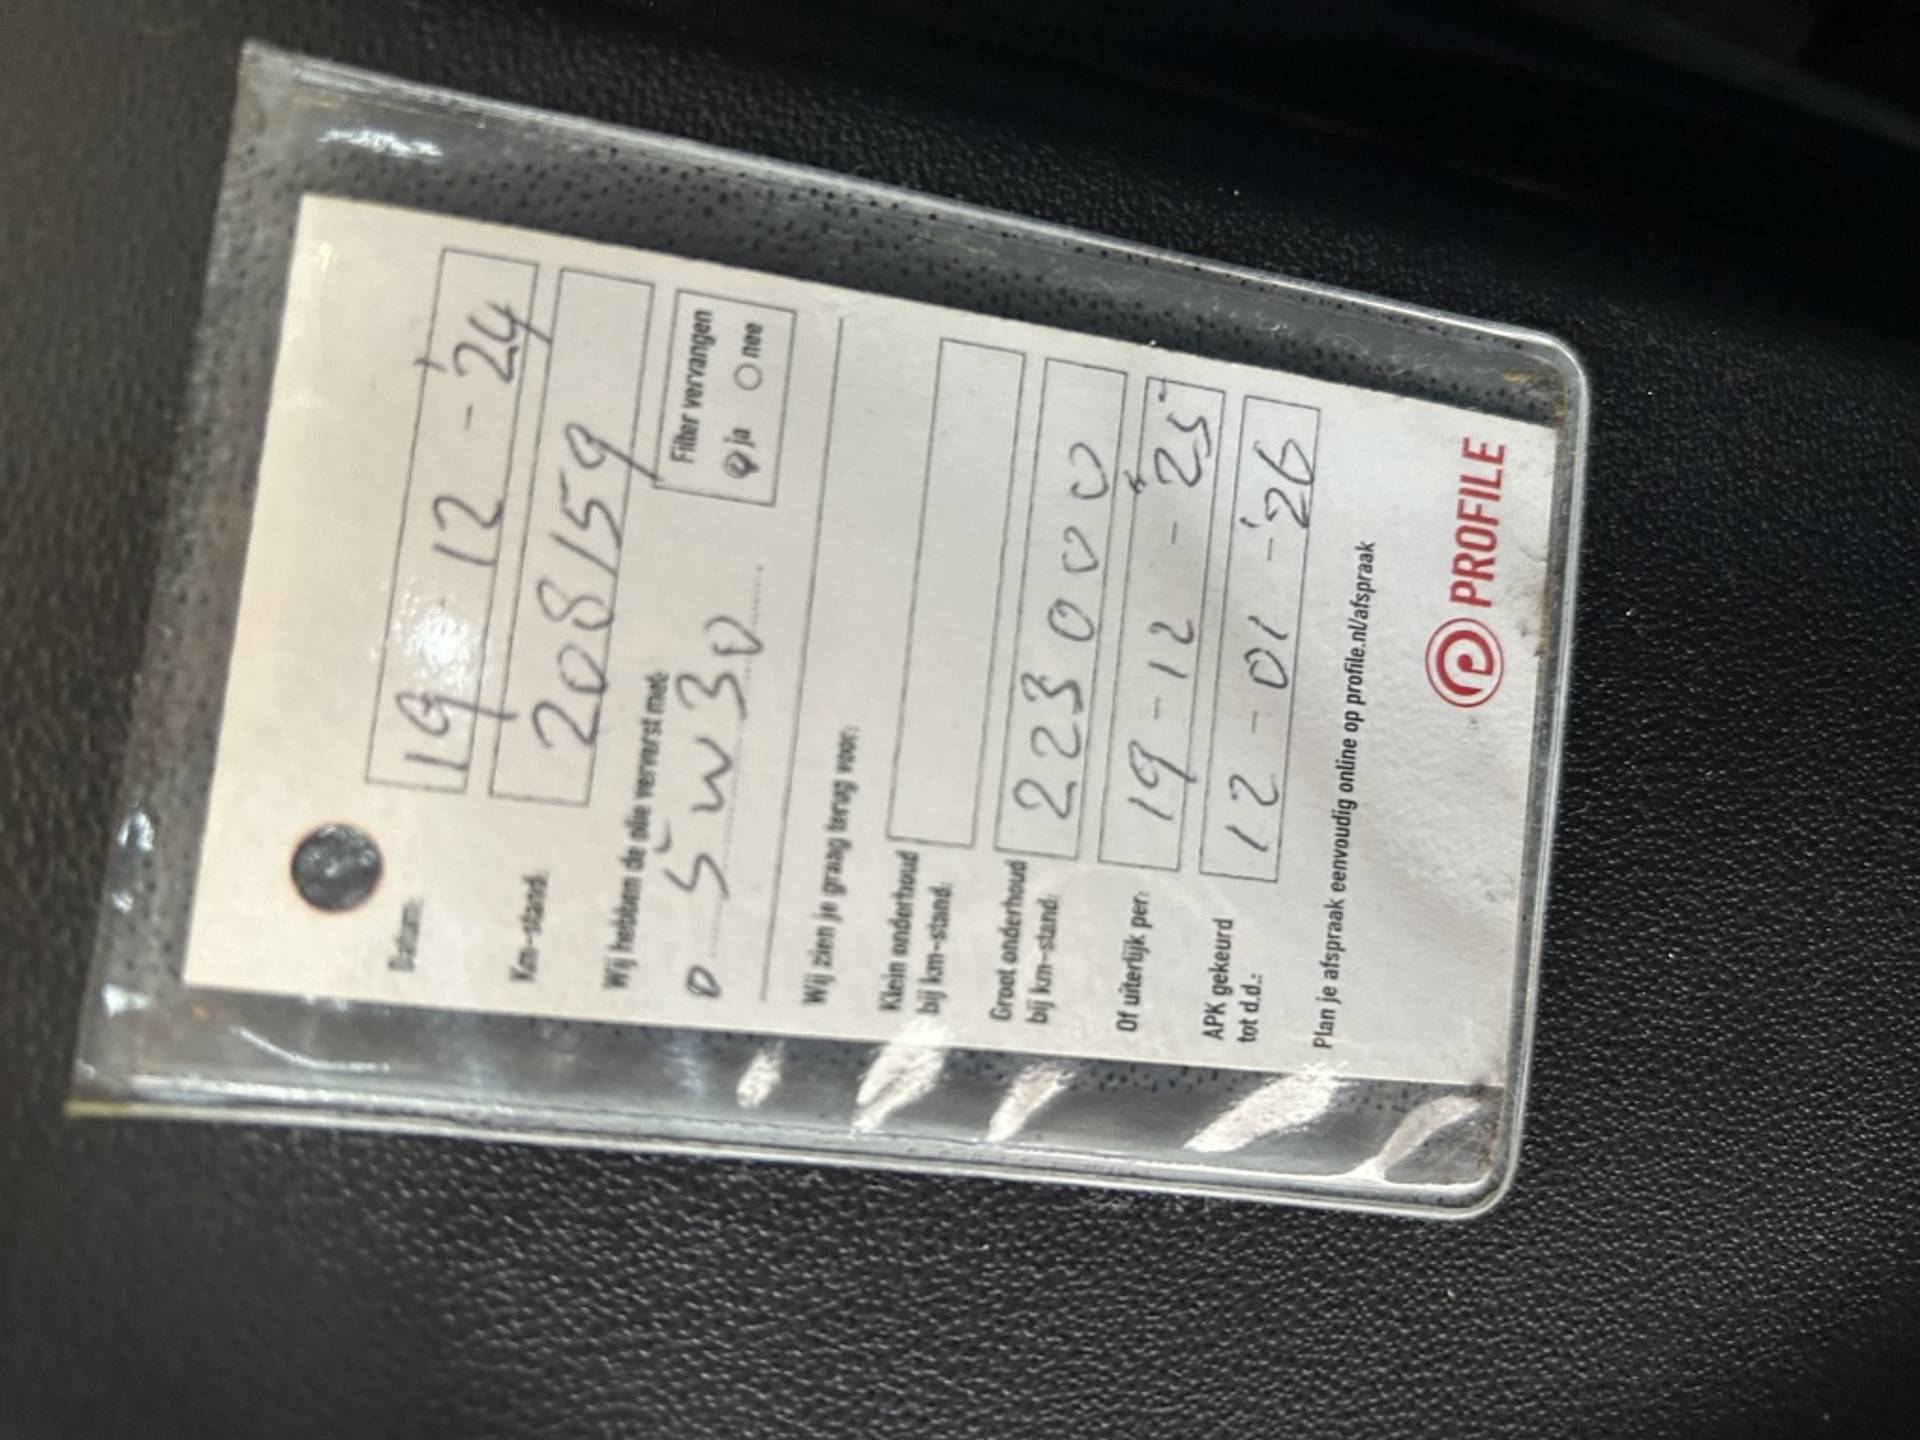 Datum: 19-12-'24
Km-stand: 208159
Wij hebben de olie ververst met:
0 5w30
Filter vervangen
ja nee
Wij zien je graag terug voor:
Klein onderhoud
bij km-stand:
Groot onderhoud
bij km-stand: 223000
Of uiterlijk per: 19-12-'25
APK gekeurd
tot d.d.: 12-01-'26
Plan je afspraak eenvoudig online op profile.nl/afspraak
PROFILE